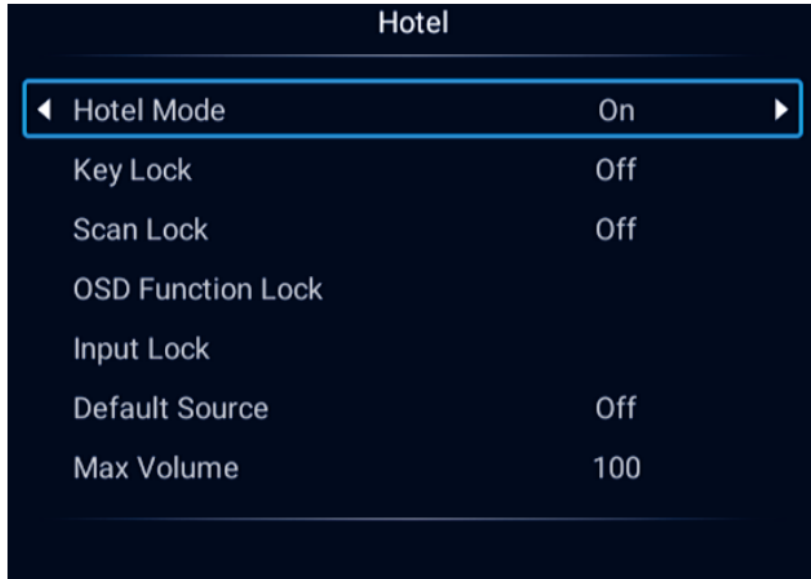 Hotel
Hotel Mode On
Key Lock Off
Scan Lock Off
OSD Function Lock
Input Lock
Default Source Off
Max Volume 100